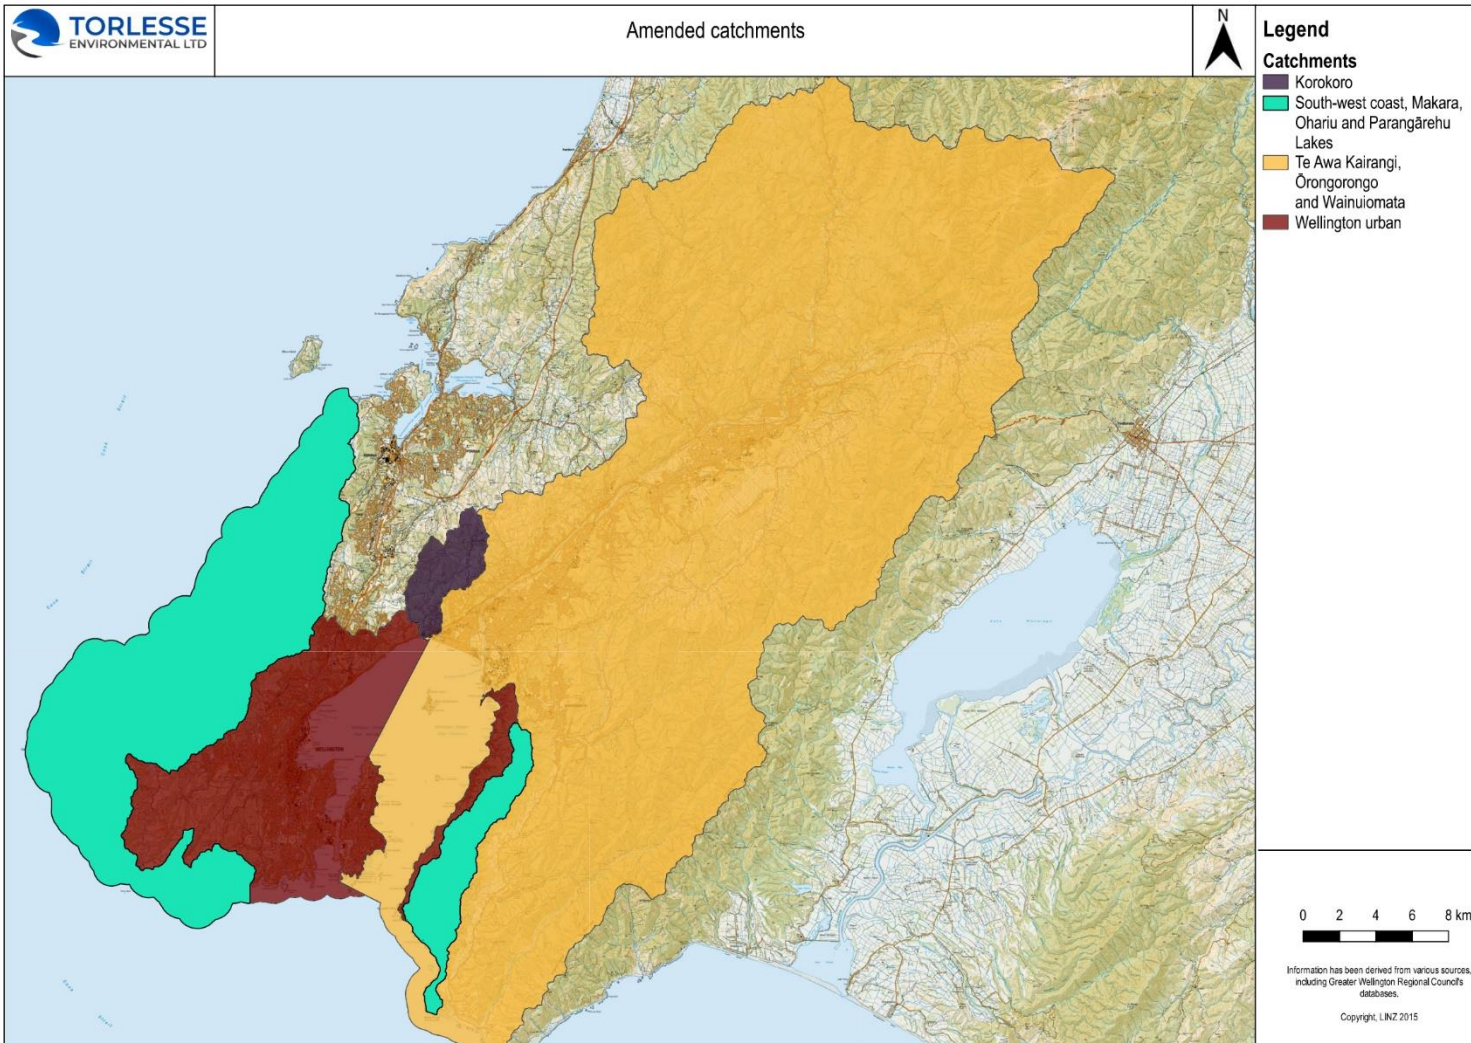 TORLESSE
ENVIRONMENTAL LTD
Amended catchments
N
Legend
Catchments
Korokoro
South-west coast, Makara,
Ohariu and Parangārehu
Lakes
Te Awa Kairangi,
Ōrongorongo
and Wainuiomata
Wellington urban
WELLINGTON
0 2 4 6 8 km
Information has been derived from various sources,
including Greater Wellington Regional Council's
databases.
Copyright, LINZ 2015